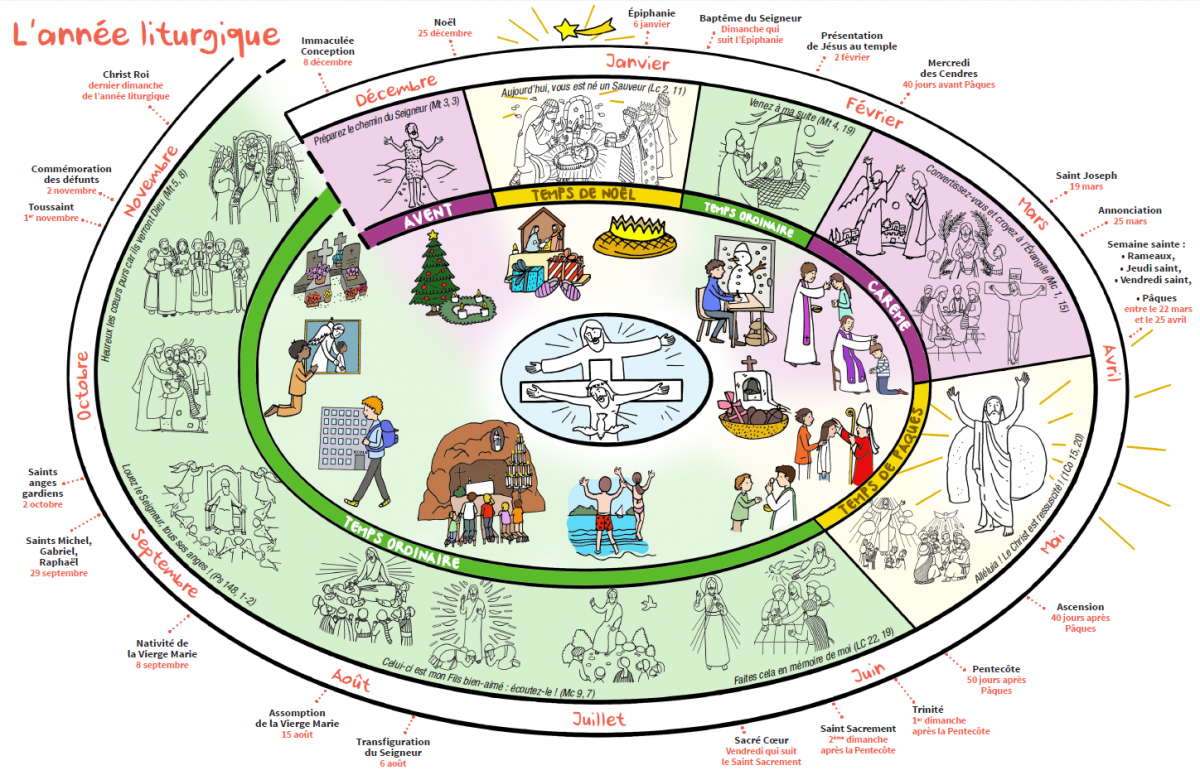 L'année liturgique
Immaculée
Conception
8 décembre
Noël
25 décembre
Épiphanie
6 janvier
Baptême du Seigneur
Dimanche qui
suit l'Épiphanie
Présentation
de Jésus au temple
2 février
Mercredi
des Cendres
40 jours avant Pâques
Saint Joseph
19 mars
Annonciation
25 mars
Semaine sainte :
• Rameaux,
• Jeudi saint,
• Vendredi saint,
• Pâques
entre le 22 mars
et le 25 avril
Ascension
40 jours après
Pâques
Pentecôte
50 jours après
Pâques
Trinité
1er dimanche
après la Pentecôte
Saint Sacrement
2ème dimanche
après la Pentecôte
Sacré Cœur
Vendredi qui suit
le Saint Sacrement
Transfiguration
du Seigneur
6 août
Assomption
de la Vierge Marie
15 août
Nativité de
la Vierge Marie
8 septembre
Saints Michel,
Gabriel,
Raphaël
29 septembre
Saints
anges
gardiens
2 octobre
Toussaint
1er novembre
Commémoration
des défunts
2 novembre
Christ Roi
dernier dimanche
de l'année liturgique
Décembre
Janvier
Février
Mars
Avril
Mai
Juin
Juillet
Août
Septembre
Octobre
Novembre
Préparez le chemin du Seigneur (Mt 3, 3)
Aujourd'hui, vous est né un Sauveur (Lc 2, 11)
Venez à ma suite (Mt 4, 19)
Convertissez-vous et croyez à l'Évangile (Mc 1, 15)
Alléluia ! Le Christ est ressuscité ! (1Co 15, 20)
Faites cela en mémoire de moi (LC 22, 19)
Celui-ci est mon Fils bien-aimé : écoutez-le ! (Mc 9, 7)
Louez le Seigneur, tous ses anges ! (Ps 148, 1-2)
Heureux les cœurs purs car ils verront Dieu (Mt 5, 8)
AVENT
TEMPS DE NOËL
TEMPS ORDINAIRE
CARÊME
TEMPS DE PÂQUES
TEMPS ORDINAIRE